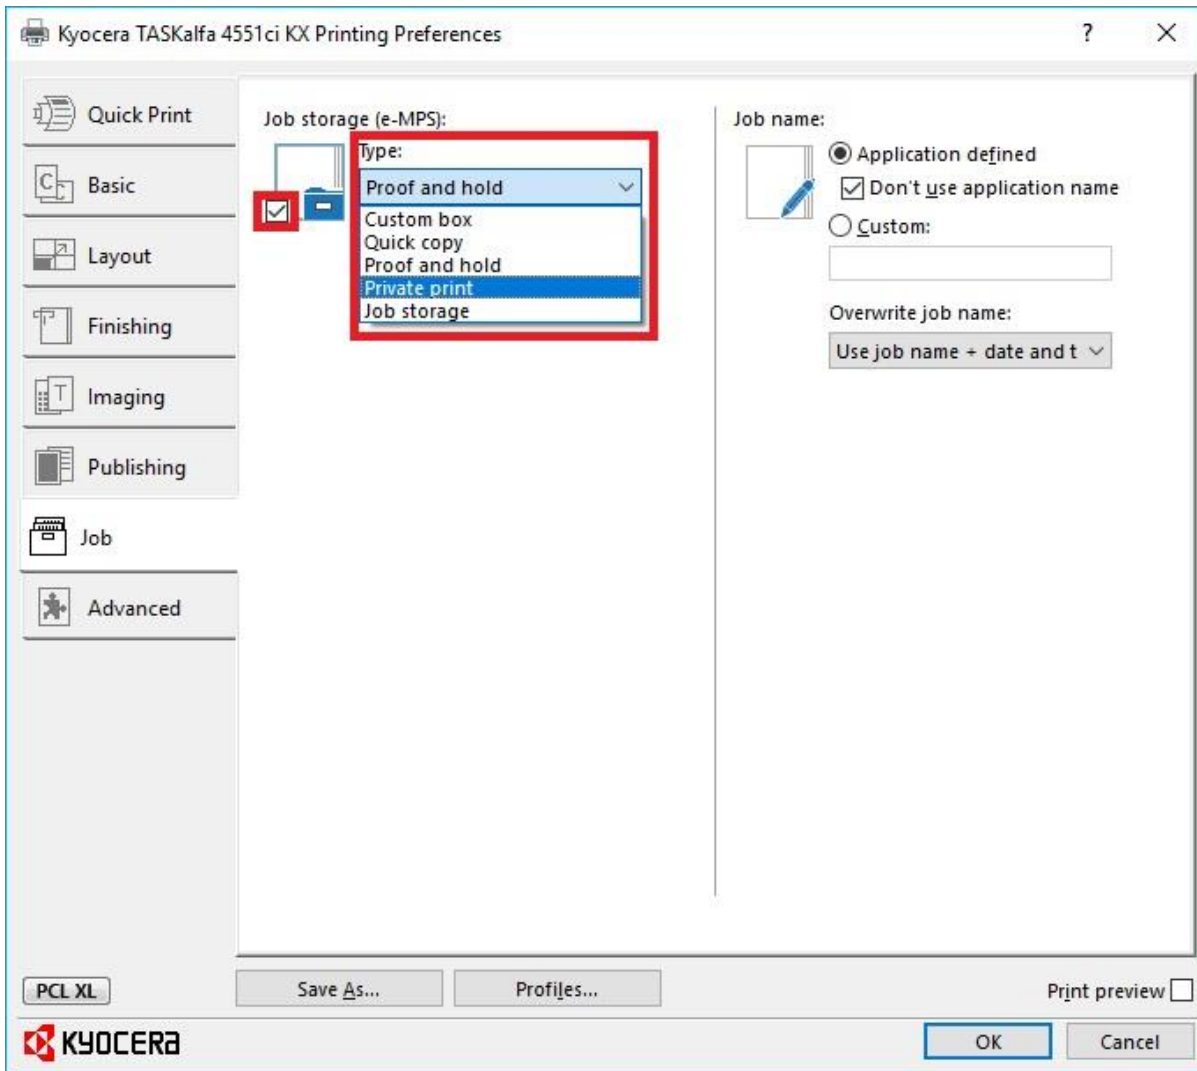 Kyocera TASKalfa 4551ci KX Printing Preferences
Quick Print
Basic
Layout
Finishing
Imaging
Publishing
Job
Advanced
Job storage (e-MPS):
Type:
Proof and hold
Custom box
Quick copy
Proof and hold
Private print
Job storage
Job name:
Application defined
Don't use application name
Custom:
Overwrite job name:
Use job name + date and t
PCL XL
Save As...
Profiles...
Print preview
KYOCERA
OK
Cancel